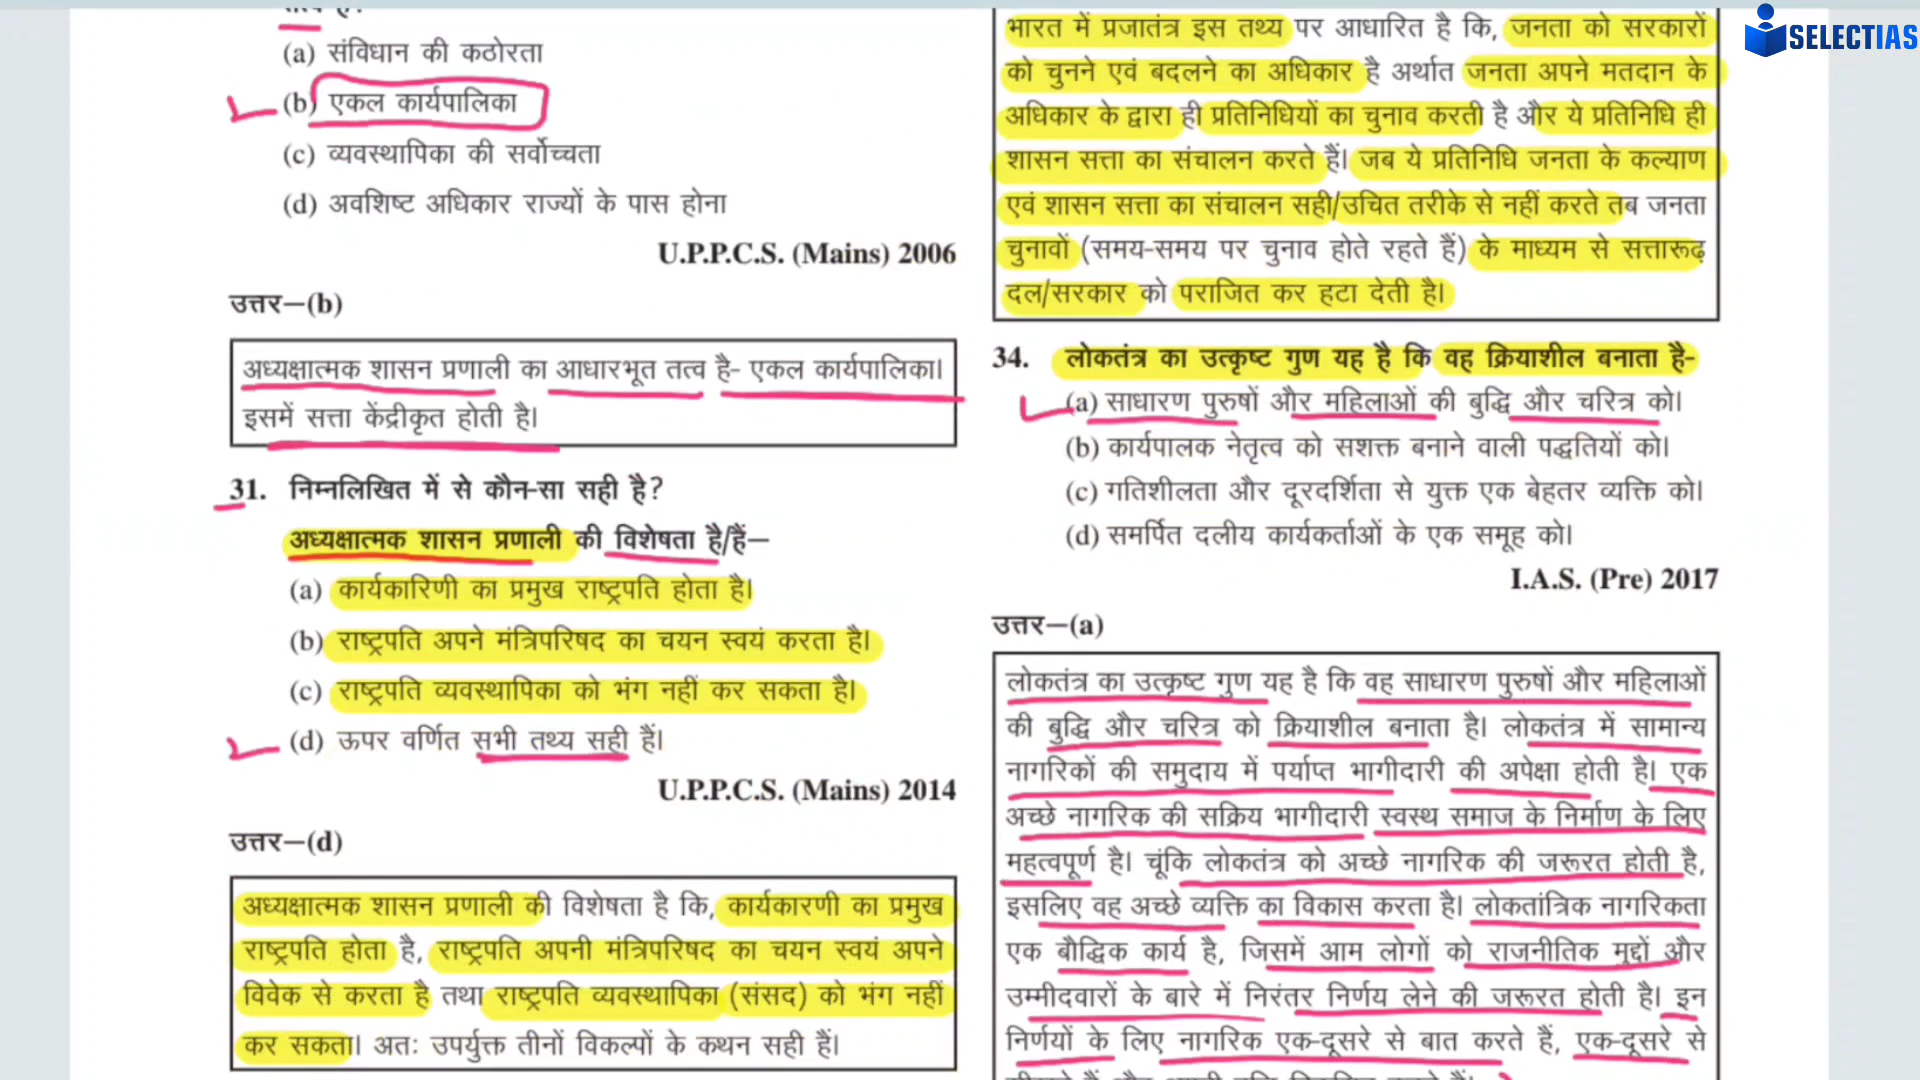 (a) संविधान की कठोरता
(b) एकल कार्यपालिका
(c) व्यवस्थापिका की सर्वोच्चता
(d) अवशिष्ट अधिकार राज्यों के पास होना
U.P.P.C.S. (Mains) 2006
उत्तर—(b)
अध्यक्षात्मक शासन प्रणाली का आधारभूत तत्व है- एकल कार्यपालिका।
इसमें सत्ता केंद्रीकृत होती है।
31. निम्नलिखित में से कौन-सा सही है?
अध्यक्षात्मक शासन प्रणाली की विशेषता है/हैं—
(a) कार्यकारिणी का प्रमुख राष्ट्रपति होता है।
(b) राष्ट्रपति अपने मंत्रिपरिषद का चयन स्वयं करता है।
(c) राष्ट्रपति व्यवस्थापिका को भंग नहीं कर सकता है।
(d) ऊपर वर्णित सभी तथ्य सही हैं।
U.P.P.C.S. (Mains) 2014
उत्तर—(d)
अध्यक्षात्मक शासन प्रणाली की विशेषता है कि, कार्यकारणी का प्रमुख
राष्ट्रपति होता है, राष्ट्रपति अपनी मंत्रिपरिषद का चयन स्वयं अपने
विवेक से करता है तथा राष्ट्रपति व्यवस्थापिका (संसद) को भंग नहीं
कर सकता। अतः उपर्युक्त तीनों विकल्पों के कथन सही हैं।
भारत में प्रजातंत्र इस तथ्य पर आधारित है कि, जनता को सरकारों
को चुनने एवं बदलने का अधिकार है अर्थात जनता अपने मतदान के
अधिकार के द्वारा ही प्रतिनिधियों का चुनाव करती है और ये प्रतिनिधि ही
शासन सत्ता का संचालन करते हैं। जब ये प्रतिनिधि जनता के कल्याण
एवं शासन सत्ता का संचालन सही/उचित तरीके से नहीं करते तब जनता
चुनावों (समय-समय पर चुनाव होते रहते हैं) के माध्यम से सत्तारूढ़
दल/सरकार को पराजित कर हटा देती है।
34. लोकतंत्र का उत्कृष्ट गुण यह है कि वह क्रियाशील बनाता है-
(a) साधारण पुरुषों और महिलाओं की बुद्धि और चरित्र को।
(b) कार्यपालक नेतृत्व को सशक्त बनाने वाली पद्धतियों को।
(c) गतिशीलता और दूरदर्शिता से युक्त एक बेहतर व्यक्ति को।
(d) समर्पित दलीय कार्यकर्ताओं के एक समूह को।
I.A.S. (Pre) 2017
उत्तर—(a)
लोकतंत्र का उत्कृष्ट गुण यह है कि वह साधारण पुरुषों और महिलाओं
की बुद्धि और चरित्र को क्रियाशील बनाता है। लोकतंत्र में सामान्य
नागरिकों की समुदाय में पर्याप्त भागीदारी की अपेक्षा होती है। एक
अच्छे नागरिक की सक्रिय भागीदारी स्वस्थ समाज के निर्माण के लिए
महत्वपूर्ण है। चूंकि लोकतंत्र को अच्छे नागरिक की जरूरत होती है,
इसलिए वह अच्छे व्यक्ति का विकास करता है। लोकतांत्रिक नागरिकता
एक बौद्धिक कार्य है, जिसमें आम लोगों को राजनीतिक मुद्दों और
उम्मीदवारों के बारे में निरंतर निर्णय लेने की जरूरत होती है। इन
निर्णयों के लिए नागरिक एक-दूसरे से बात करते हैं, एक-दूसरे से
SELECTIAS